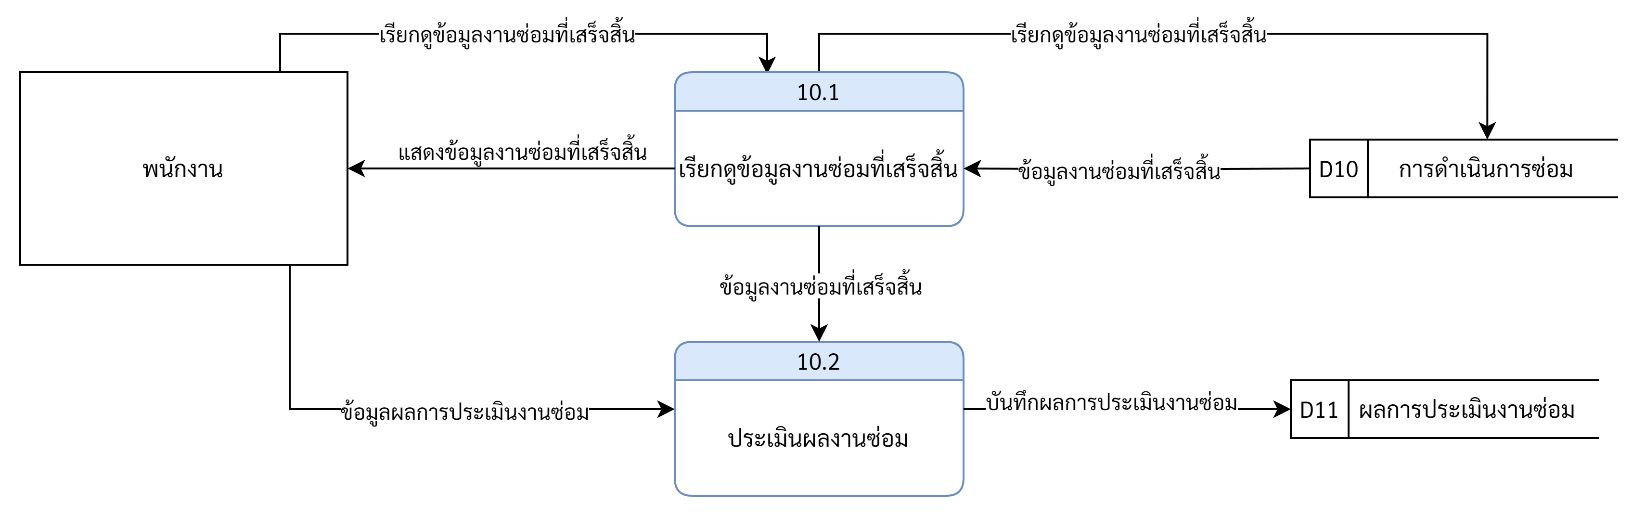 เรียกดูข้อมูลงานซ่อมที่เสร็จสิ้น
เรียกดูข้อมูลงานซ่อมที่เสร็จสิ้น
10.1
แสดงข้อมูลงานซ่อมที่เสร็จสิ้น
พนักงาน
เรียกดูข้อมูลงานซ่อมที่เสร็จสิ้น
ข้อมูลงานซ่อมที่เสร็จสิ้น
D10
การดำเนินการซ่อม
ข้อมูลงานซ่อมที่เสร็จสิ้น
10.2
ข้อมูลผลการประเมินงานซ่อม
บันทึกผลการประเมินงานซ่อม
D11
ผลการประเมินงานซ่อม
ประเมินผลงานซ่อม